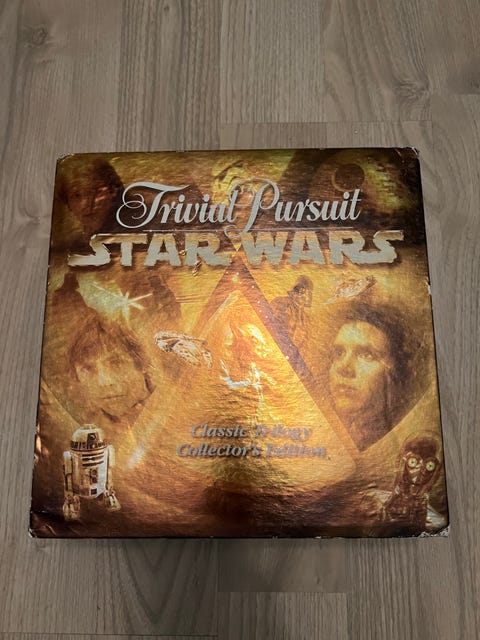 Trivial Pursuit
STAR WARS
Classic Trilogy
Collector's Edition